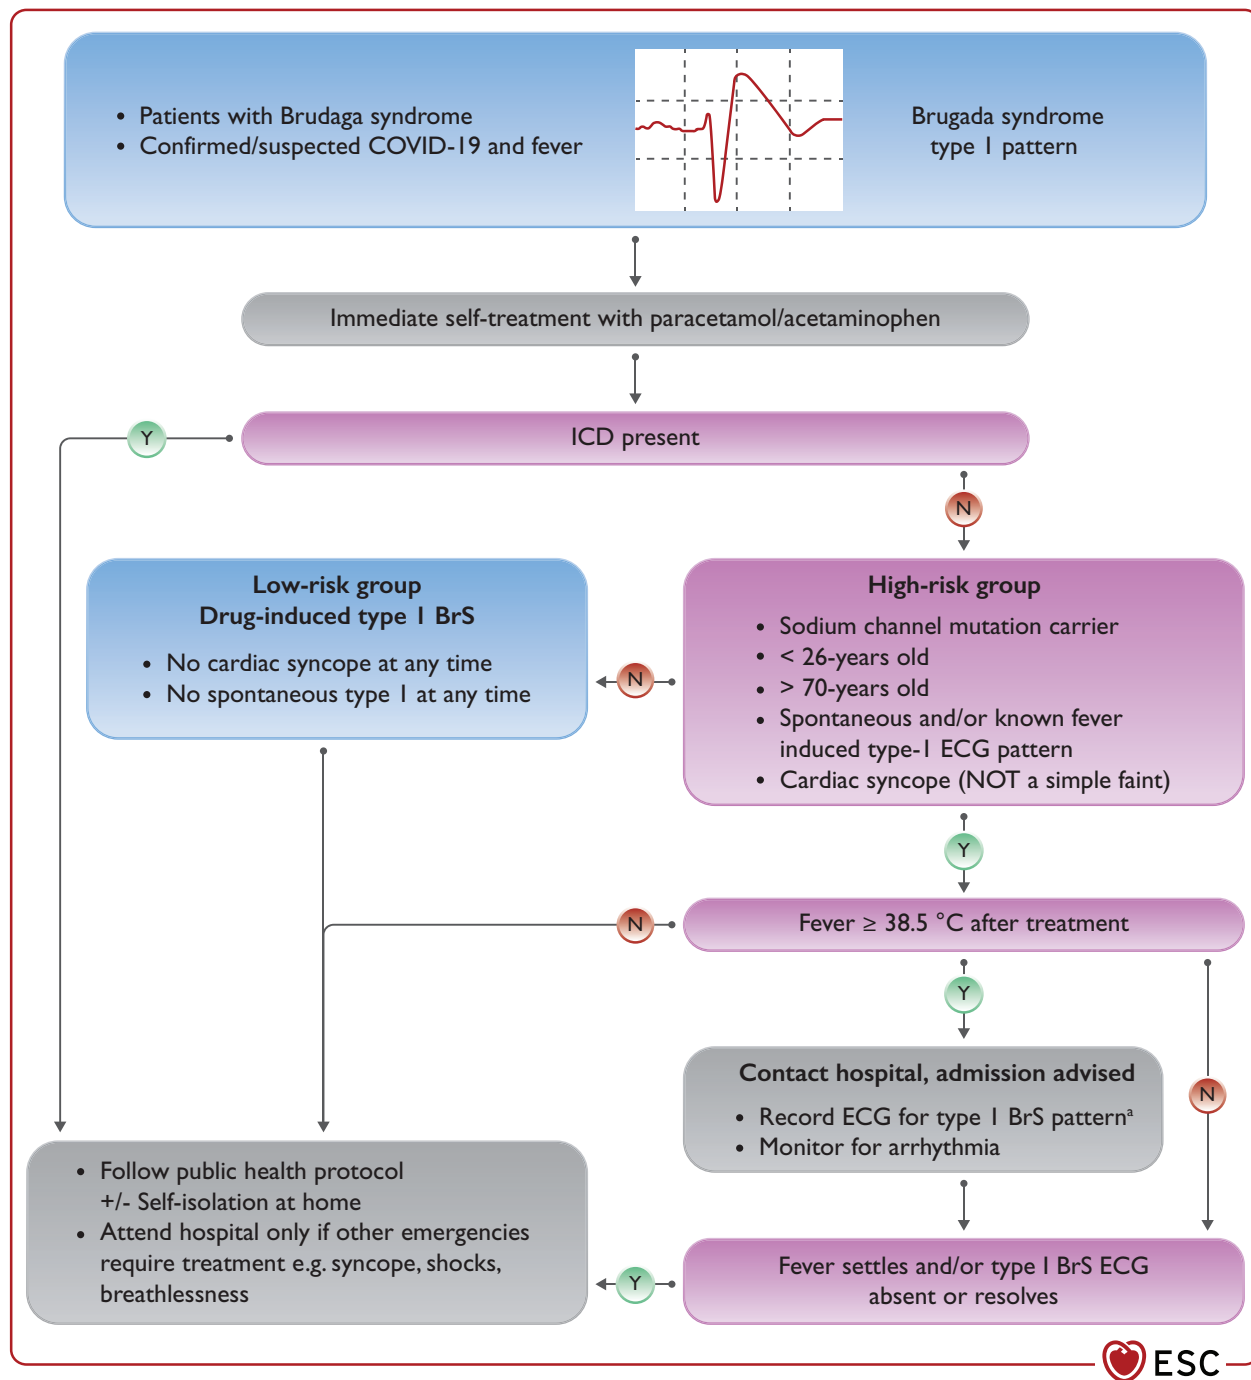 • Patients with Brudaga syndrome
• Confirmed/suspected COVID-19 and fever
Brugada syndrome
type 1 pattern
Immediate self-treatment with paracetamol/acetaminophen
ICD present
Y
N
Low-risk group
Drug-induced type 1 BrS
• No cardiac syncope at any time
• No spontaneous type 1 at any time
N
High-risk group
• Sodium channel mutation carrier
• < 26-years old
• > 70-years old
• Spontaneous and/or known fever
induced type-1 ECG pattern
• Cardiac syncope (NOT a simple faint)
Y
Fever ≥ 38.5 °C after treatment
N
Y
N
Contact hospital, admission advised
• Record ECG for type 1 BrS patternᵃ
• Monitor for arrhythmia
• Follow public health protocol
+/- Self-isolation at home
• Attend hospital only if other emergencies
require treatment e.g. syncope, shocks,
breathlessness
Y
Fever settles and/or type 1 BrS ECG
absent or resolves
ESC